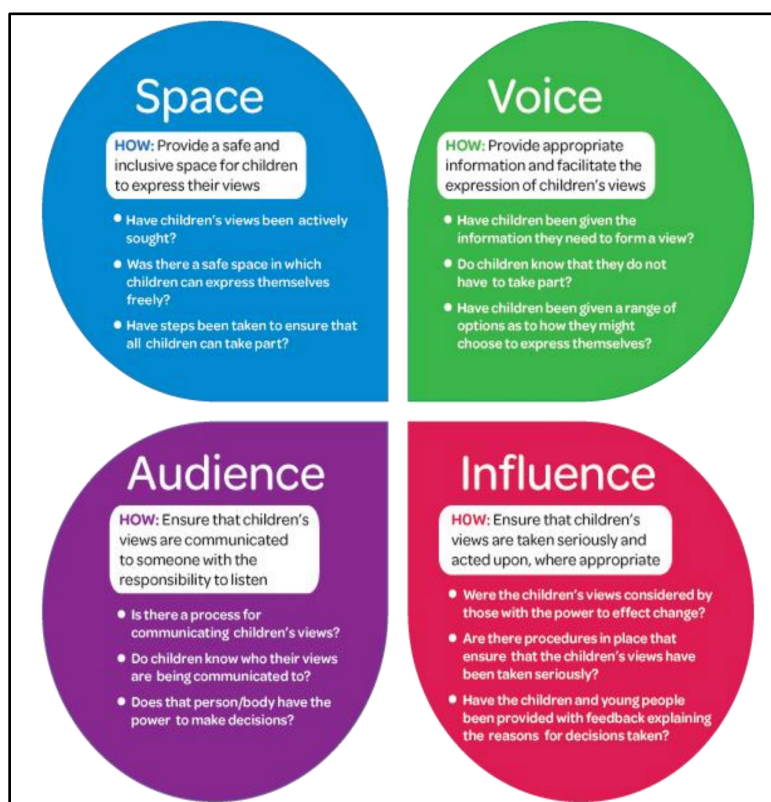 Space
HOW: Provide a safe and
inclusive space for children
to express their views
● Have children's views been actively
sought?
● Was there a safe space in which
children can express themselves
freely?
● Have steps been taken to ensure that
all children can take part?
Voice
HOW: Provide appropriate
information and facilitate the
expression of children's views
● Have children been given the
information they need to form a view?
● Do children know that they do not
have to take part?
● Have children been given a range of
options as to how they might
choose to express themselves?
Audience
HOW: Ensure that children's
views are communicated
to someone with the
responsibility to listen
● Is there a process for
communicating children's views?
● Do children know who their views
are being communicated to?
● Does that person/body have the
power to make decisions?
Influence
HOW: Ensure that children's
views are taken seriously and
acted upon, where appropriate
● Were the children's views considered by
those with the power to effect change?
● Are there procedures in place that
ensure that the children's views have
been taken seriously?
● Have the children and young people
been provided with feedback explaining
the reasons for decisions taken?